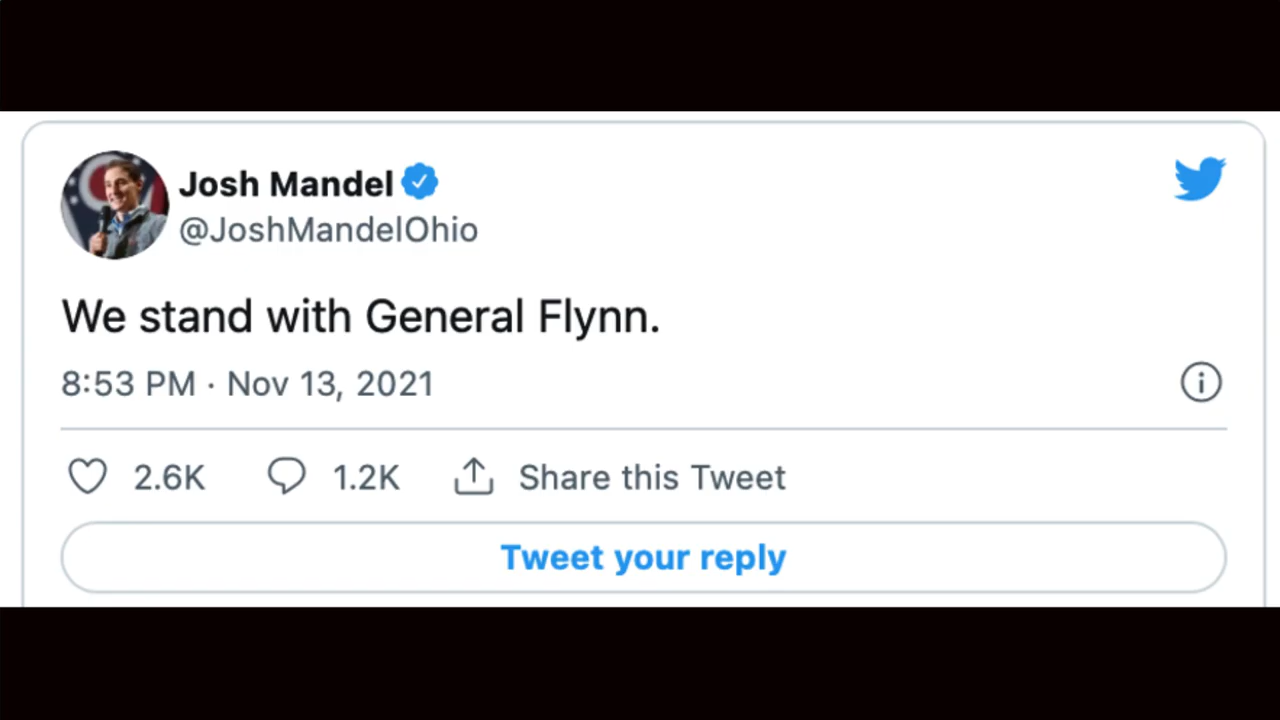 Josh Mandel
@JoshMandelOhio
We stand with General Flynn.
8:53 PM · Nov 13, 2021
2.6K 1.2K Share this Tweet
Tweet your reply